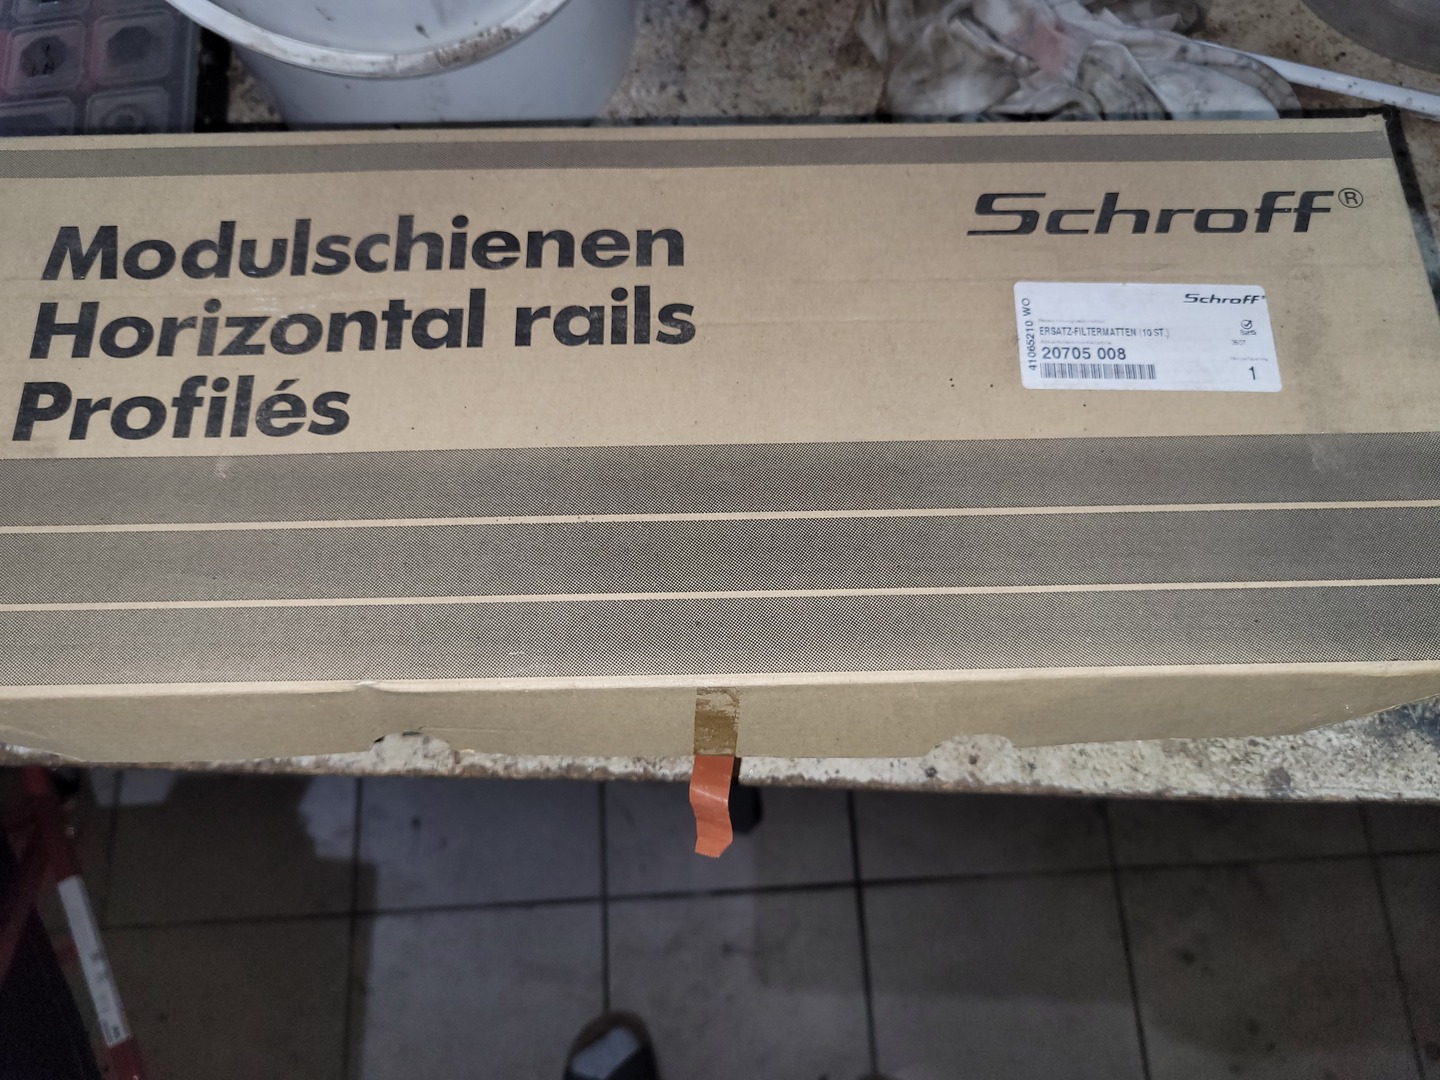 Modulschienen
Horizontal rails
Profilés
Schroff®
Schroff®
41065210 WO
ERSATZ-FILTERMATTEN (10 ST.)
20705 008
1